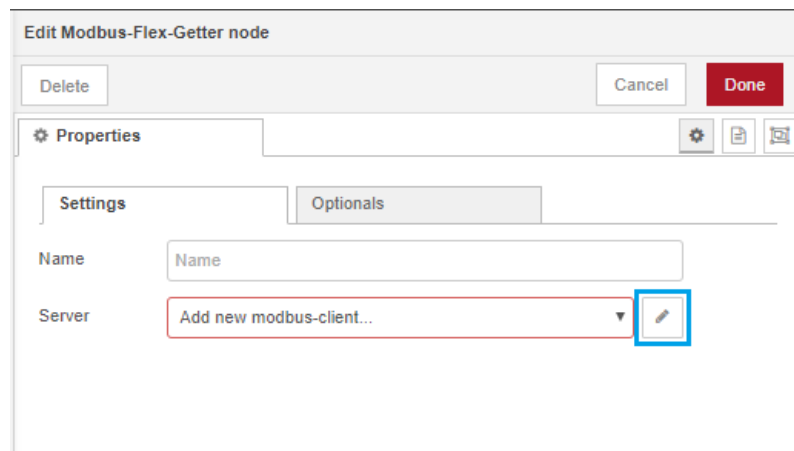 Edit Modbus-Flex-Getter node
Delete Cancel Done
Properties
Settings Optionals
Name Name
Server Add new modbus-client...